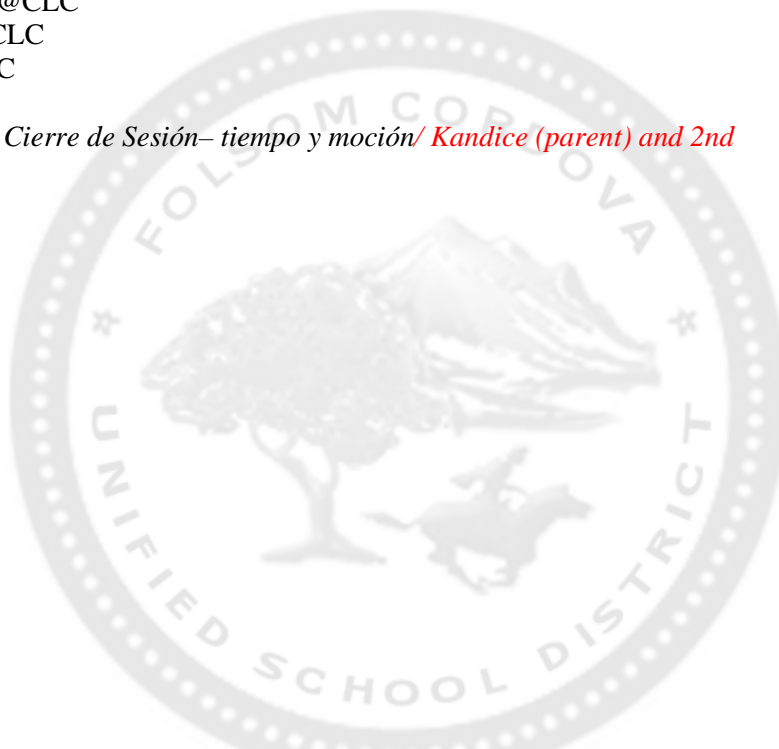 @CLC
CLC
C
Cierre de Sesión– tiempo y moción/ Kandice (parent) and 2nd
FOLSOM CORDOVA
UNIFIED SCHOOL DISTRICT